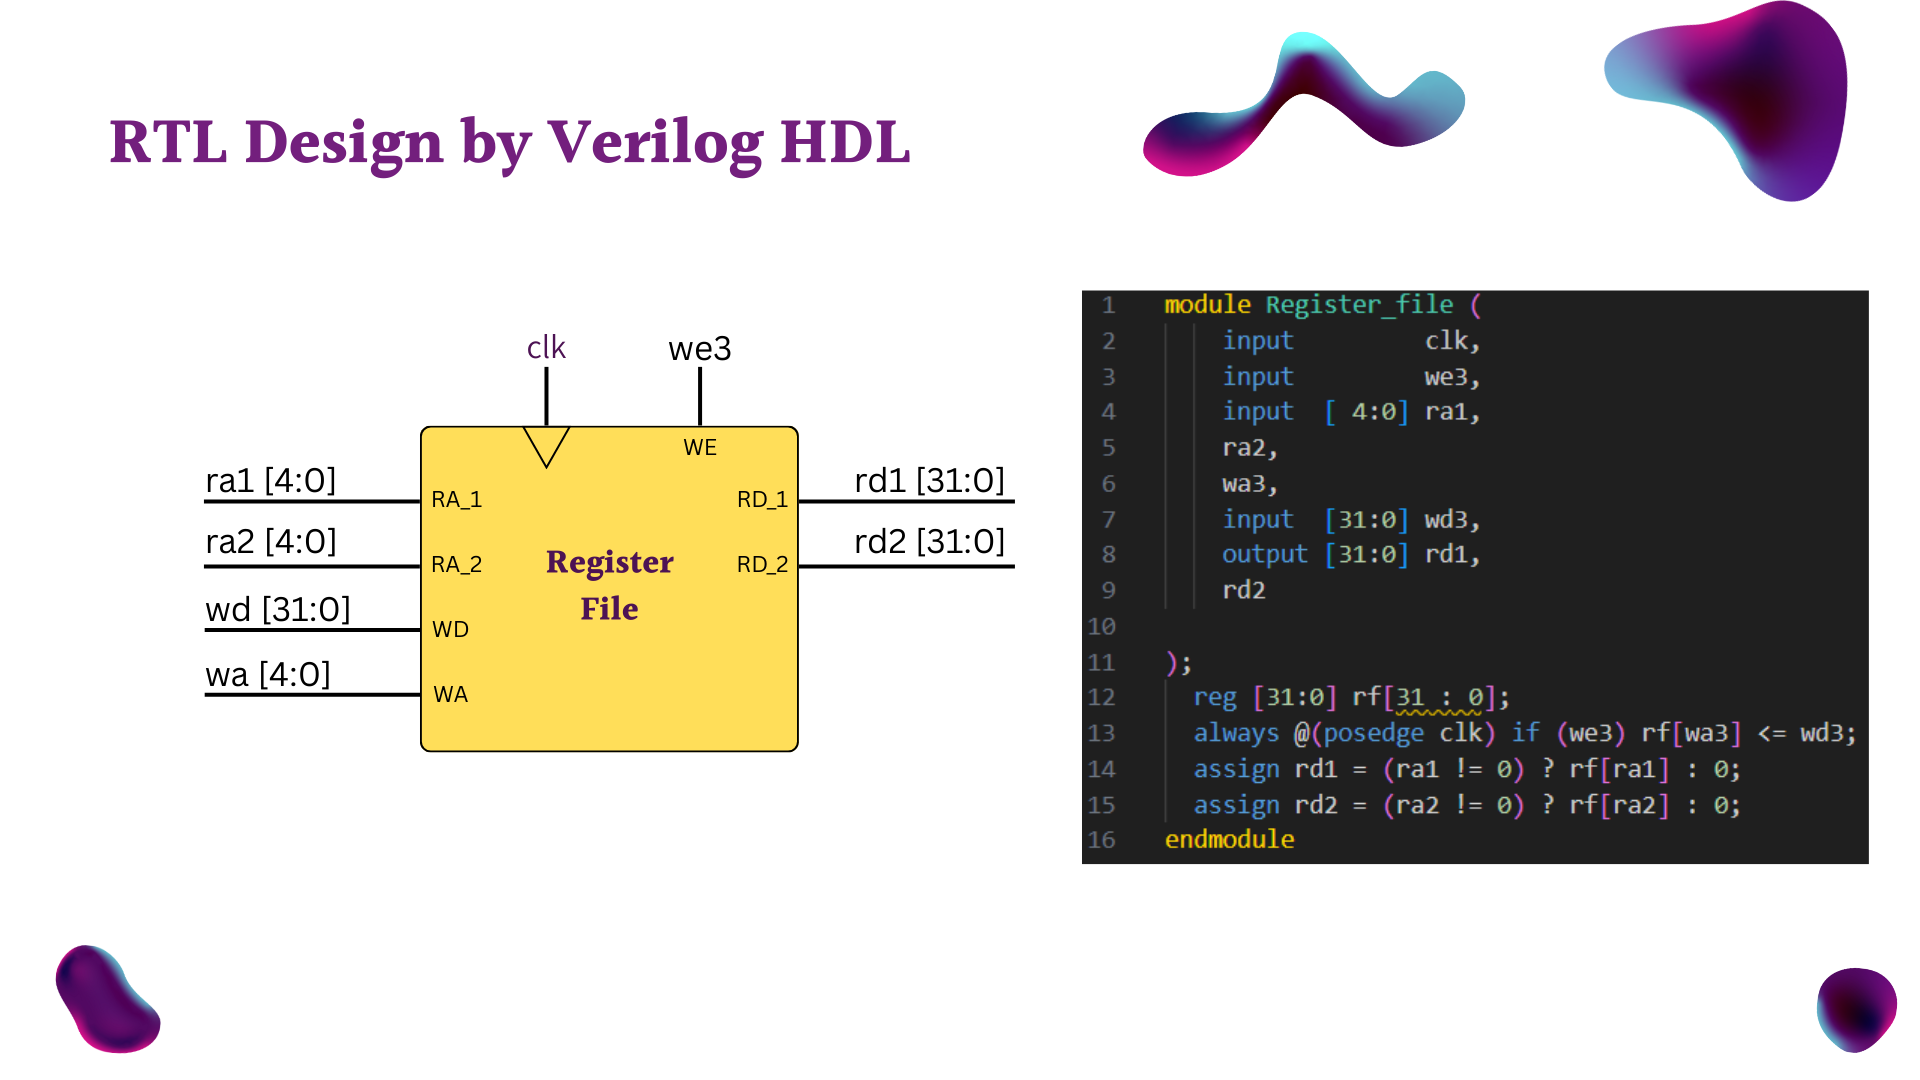 RTL Design by Verilog HDL
clk
we3
WE
ra1 [4:0]
RA_1
RD_1
rd1 [31:0]
ra2 [4:0]
RA_2
RD_2
rd2 [31:0]
Register
File
wd [31:0]
WD
wa [4:0]
WA
1 module Register_file (
2 input clk,
3 input we3,
4 input [ 4:0] ra1,
5 ra2,
6 wa3,
7 input [31:0] wd3,
8 output [31:0] rd1,
9 rd2
10
11 );
12 reg [31:0] rf[31 : 0];
13 always @(posedge clk) if (we3) rf[wa3] <= wd3;
14 assign rd1 = (ra1 != 0) ? rf[ra1] : 0;
15 assign rd2 = (ra2 != 0) ? rf[ra2] : 0;
16 endmodule